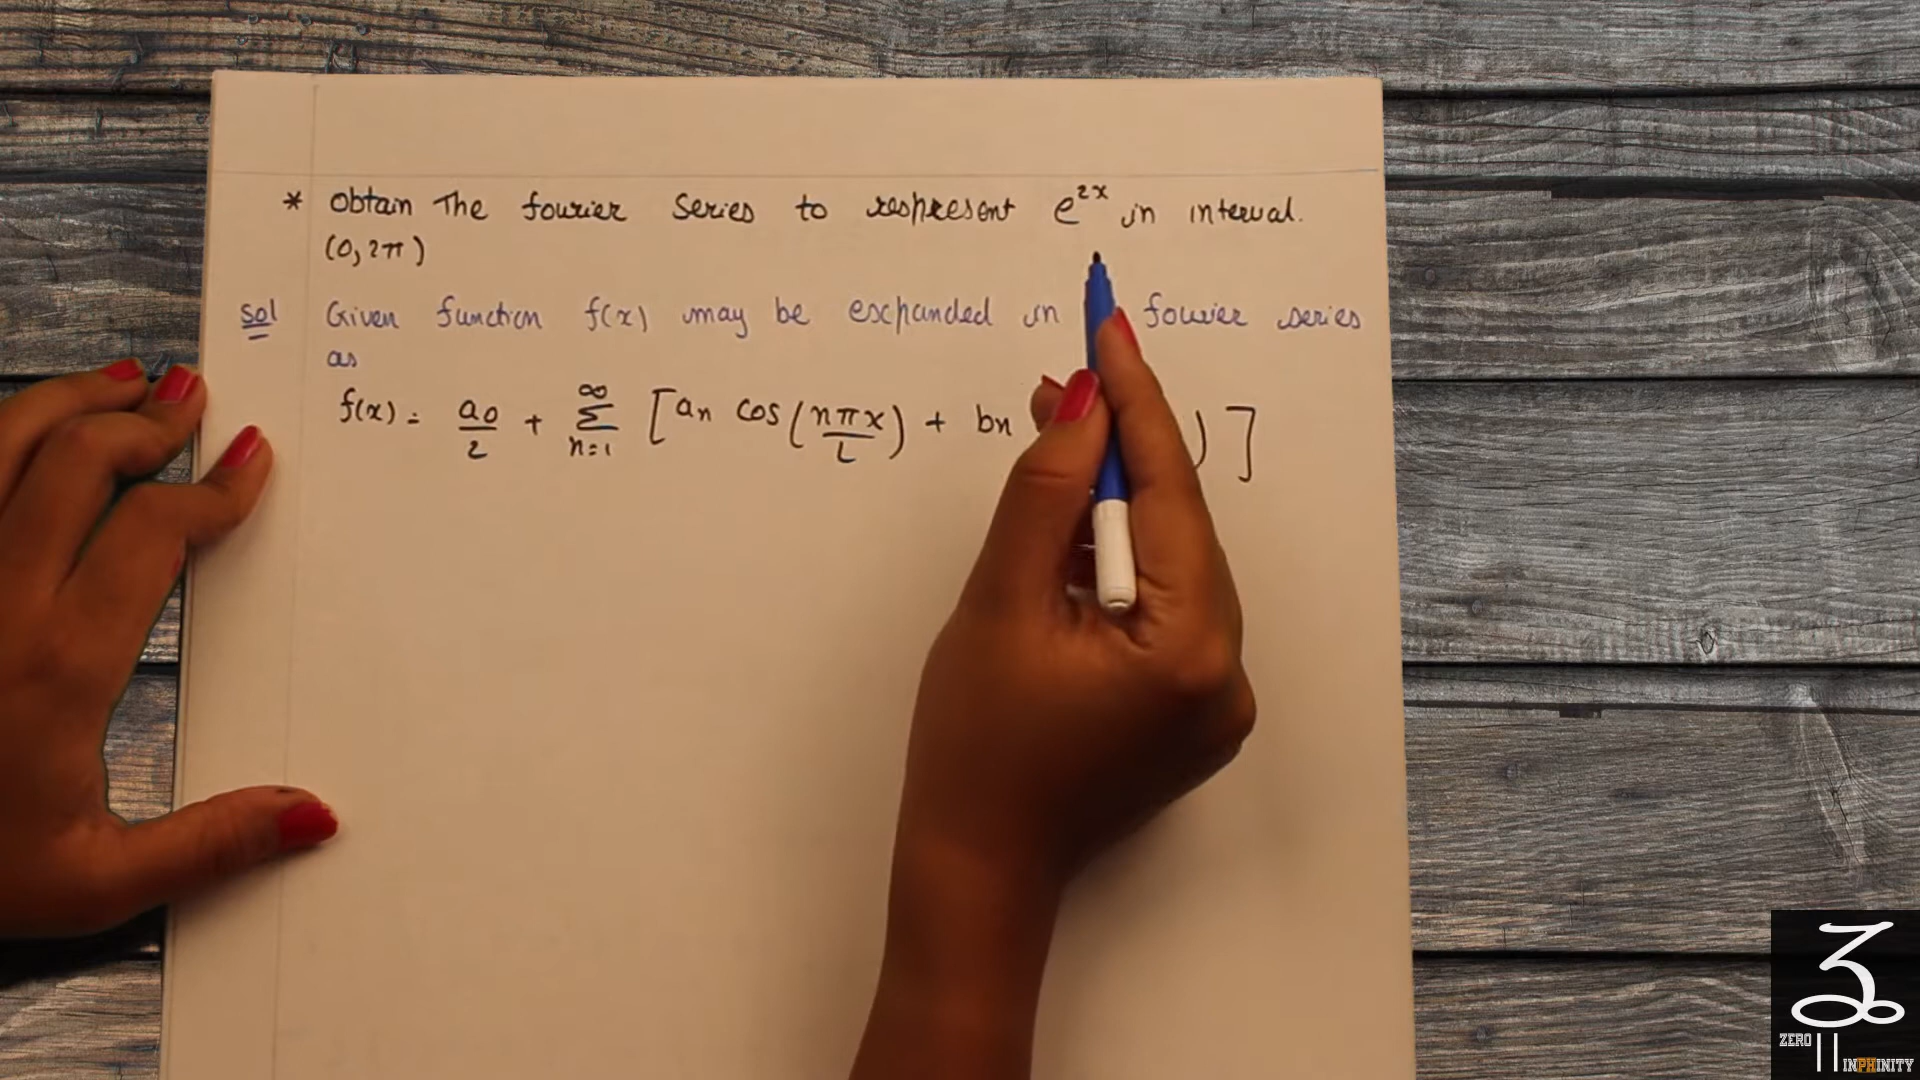 * Obtain The fourier series to represent e^2x in interval.
(0, 2π)
Sol Given function f(x) may be expanded in fourier series
as
f(x) = a0/2 + ∞ Σ n=1 [an cos(nπx/L) + bn )]
ZERO
INPHINITY